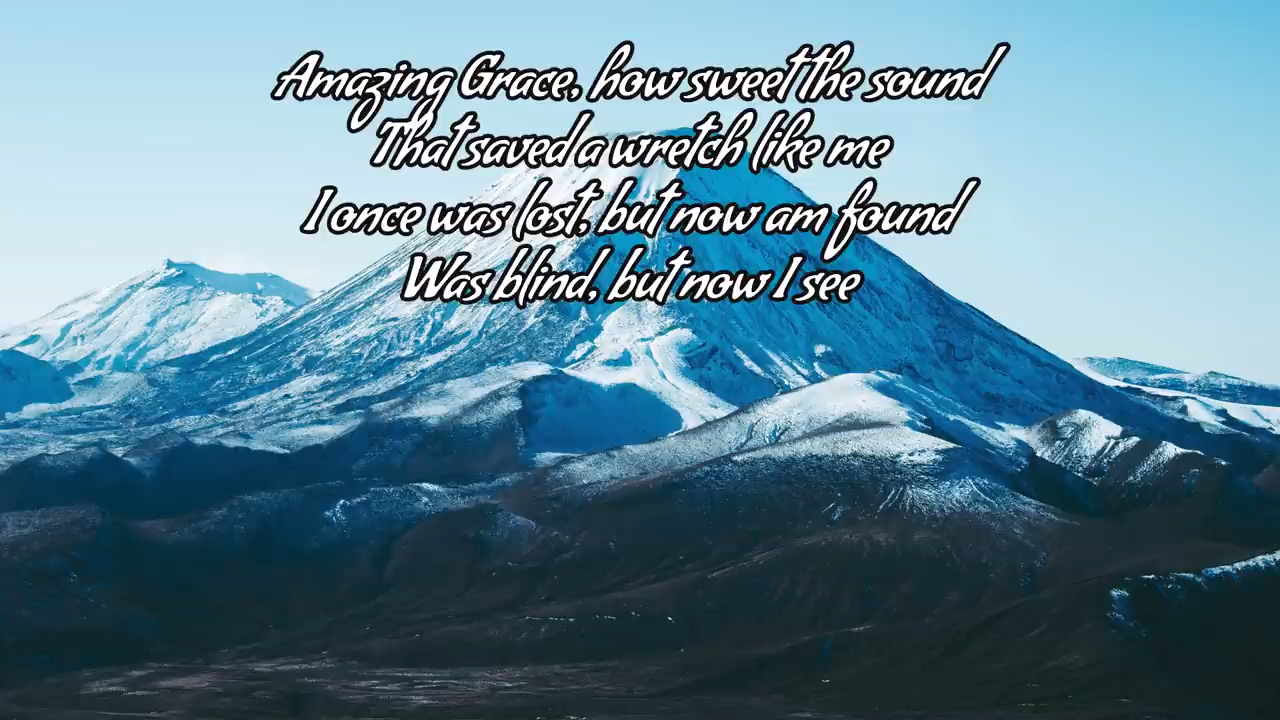 Amazing Grace, how sweet the sound
That saved a wretch like me
I once was lost, but now am found
Was blind, but now I see